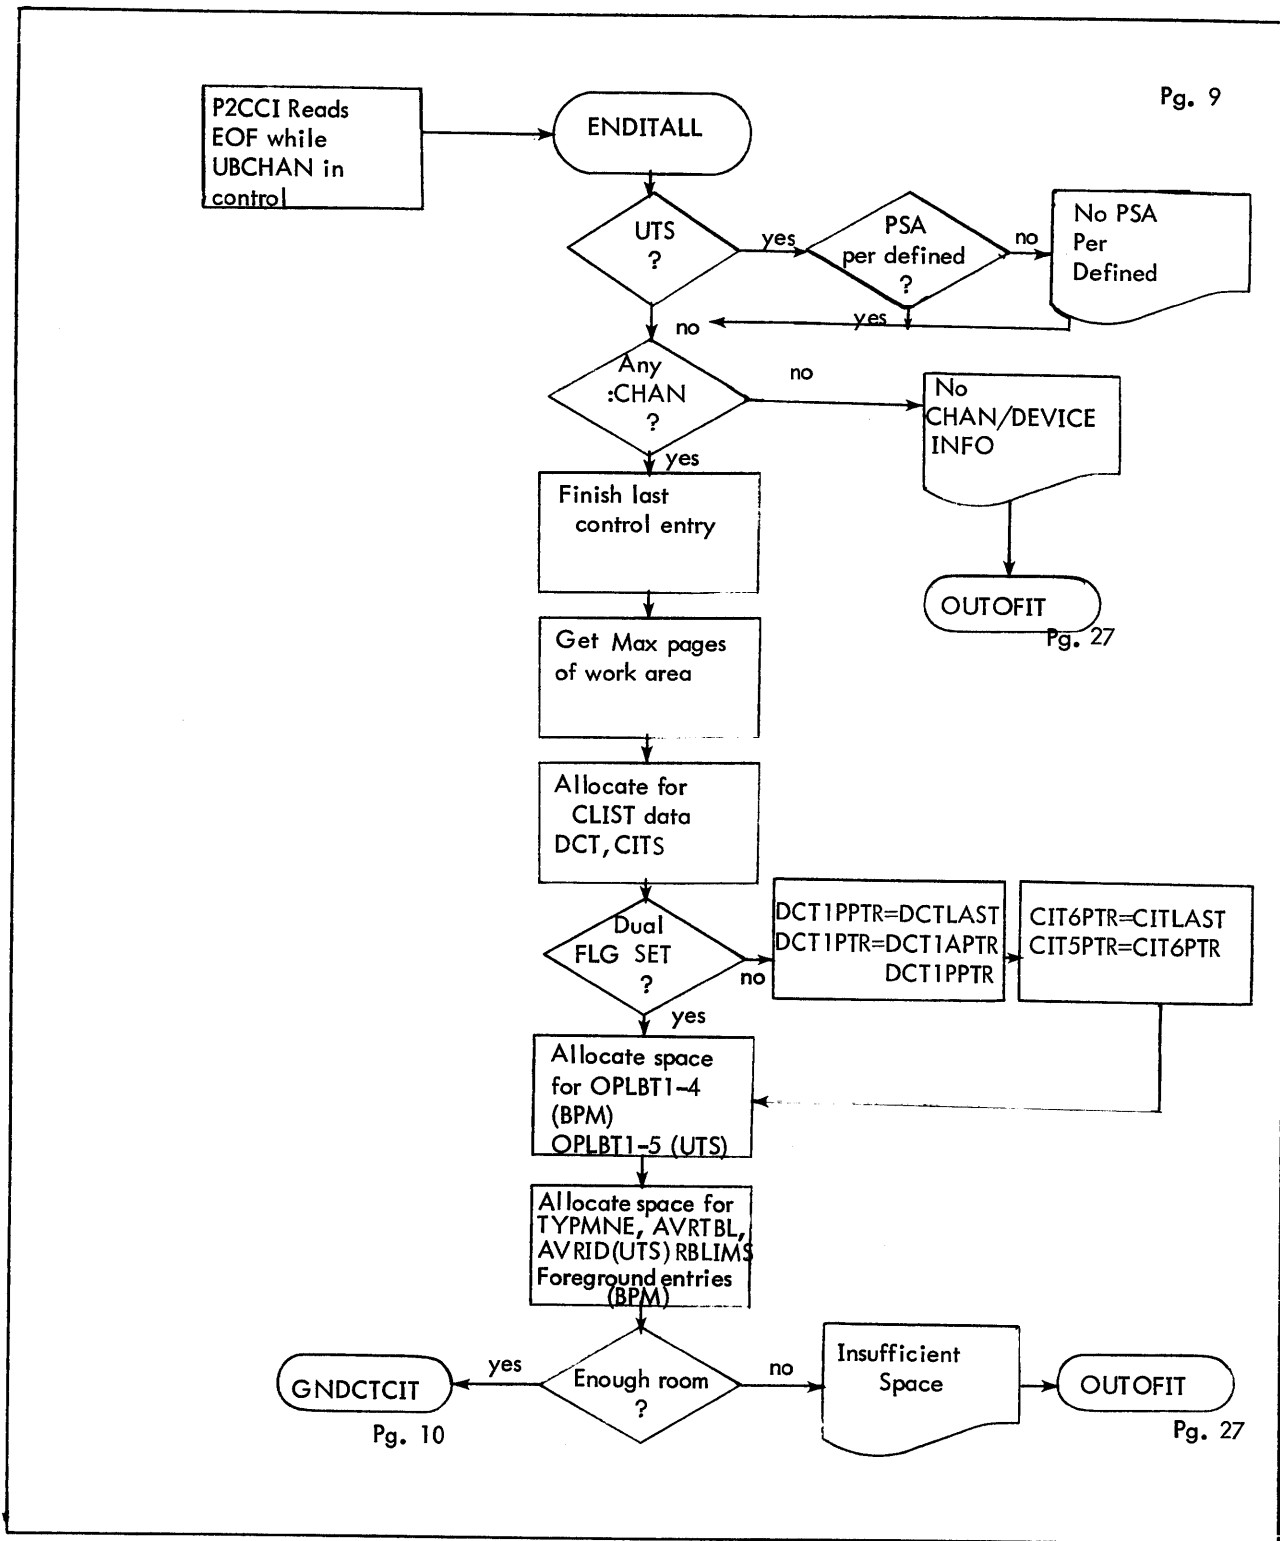 Pg. 9
P2CCI Reads
EOF while
UBCHAN in
control
ENDITALL
UTS
?
yes
PSA
per defined
?
no
No PSA
Per
Defined
yes
no
Any
:CHAN
?
no
No
CHAN/DEVICE
INFO
yes
Finish last
control entry
OUTOFIT
Pg. 27
Get Max pages
of work area
Allocate for
CLIST data
DCT, CITS
Dual
FLG SET
?
no
DCT1PPTR=DCTLAST
DCT1PTR=DCT1APTR
DCT1PPTR
CIT6PTR=CITLAST
CIT5PTR=CIT6PTR
yes
Allocate space
for OPLBT1-4
(BPM)
OPLBT1-5 (UTS)
Allocate space for
TYPMNE, AVRTBL,
AVRID(UTS) RBLIMS
Foreground entries
(BPM)
Enough room
?
yes
GNDCTCIT
Pg. 10
no
Insufficient
Space
OUTOFIT
Pg. 27